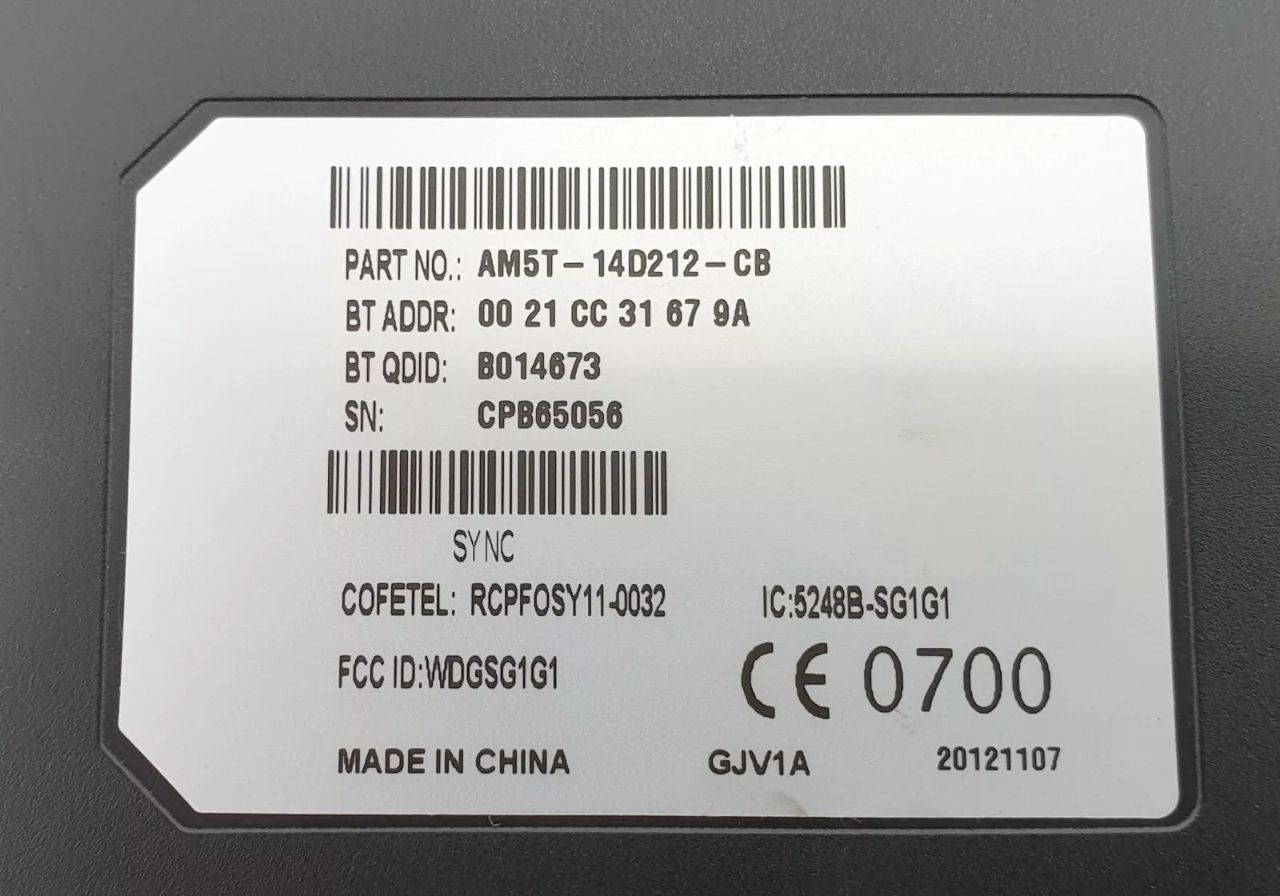 PART NO.: AM5T-14D212-CB
BT ADDR: 00 21 CC 31 67 9A
BT QDID: B014673
SN: CPB65056
SYNC
COFETEL: RCPFOSY11-0032 IC:5248B-SG1G1
FCC ID:WDGSG1G1 CE 0700
MADE IN CHINA GJV1A 20121107